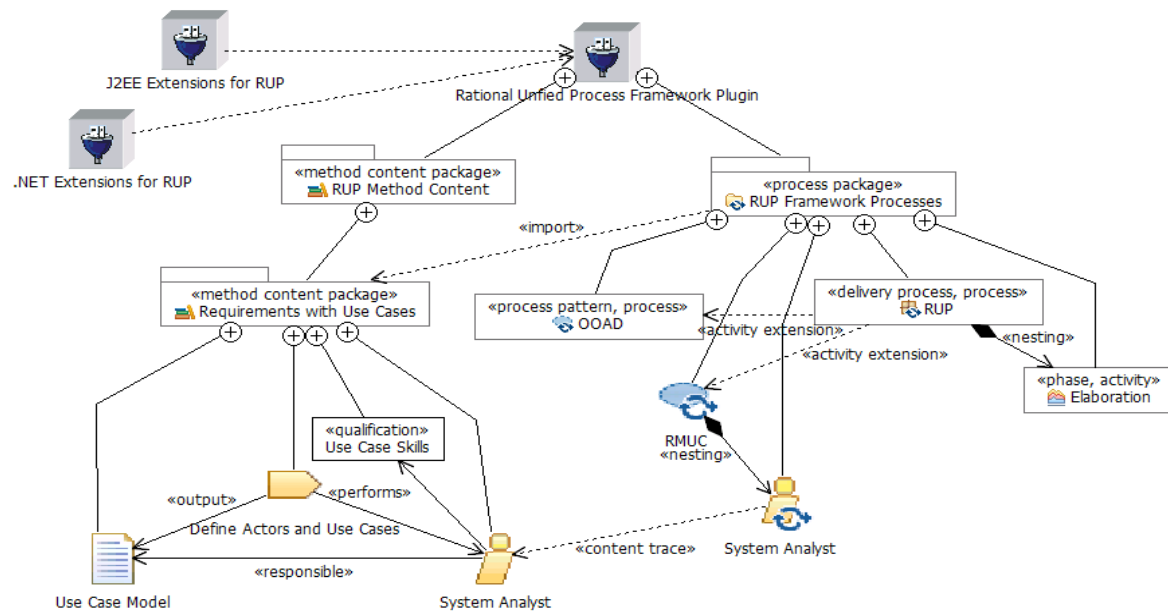 J2EE Extensions for RUP
Rational Unfied Process Framework Plugin
.NET Extensions for RUP
«method content package»
RUP Method Content
«process package»
RUP Framework Processes
«import»
«method content package»
Requirements with Use Cases
«process pattern, process»
OOAD
«delivery process, process»
RUP
«activity extension»
«nesting»
«activity extension»
«phase, activity»
Elaboration
«qualification»
Use Case Skills
RMUC
«nesting»
«output»
«performs»
Define Actors and Use Cases
«content trace»
System Analyst
«responsible»
Use Case Model
System Analyst